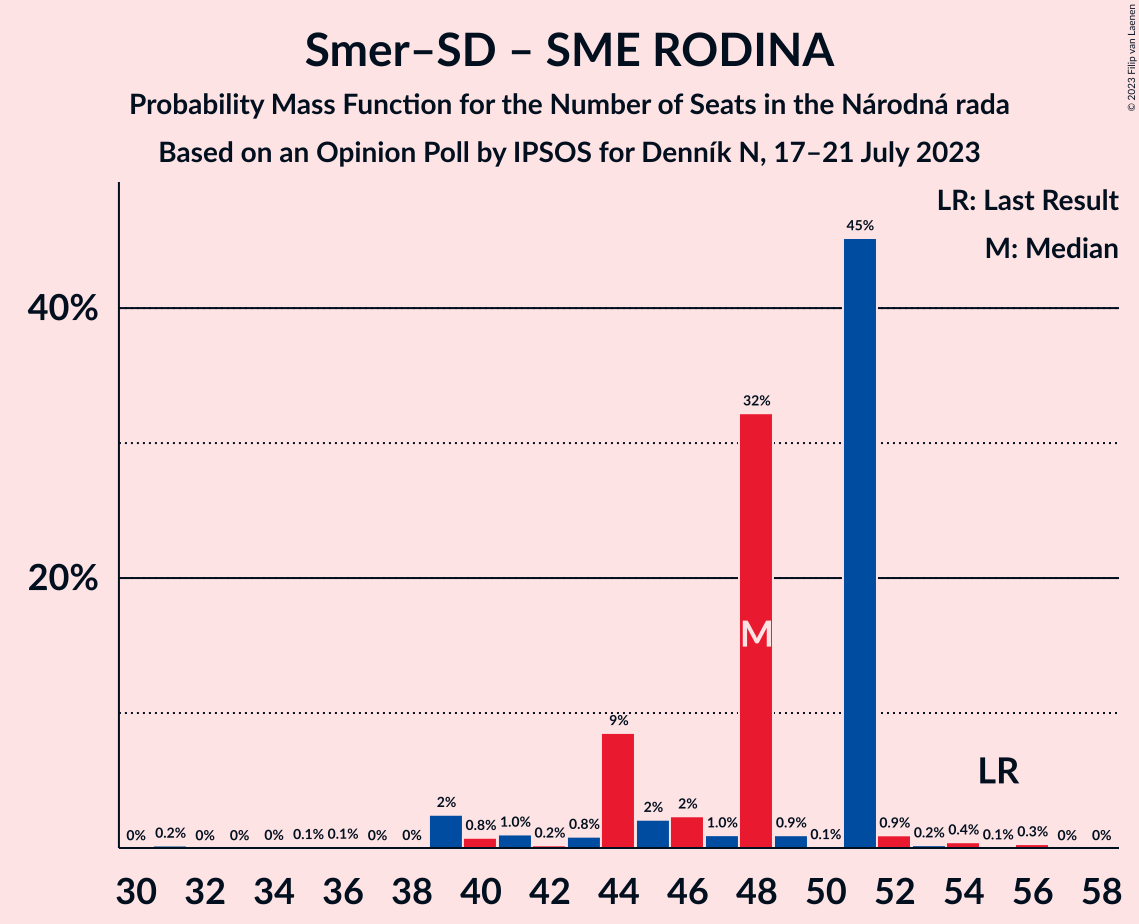 Smer–SD – SME RODINA
Probability Mass Function for the Number of Seats in the Národná rada
Based on an Opinion Poll by IPSOS for Denník N, 17–21 July 2023
© 2023 Filip van Laenen
LR: Last Result
M: Median
40%
20%
0% 0.2% 0% 0% 0% 0.1% 0.1% 0% 0% 2% 0.8% 1.0% 0.2% 0.8% 9% 2% 2% 1.0% 32% 0.9% 0.1% 45% 0.9% 0.2% 0.4% 0.1% 0.3% 0% 0%
M
LR
30 32 34 36 38 40 42 44 46 48 50 52 54 56 58